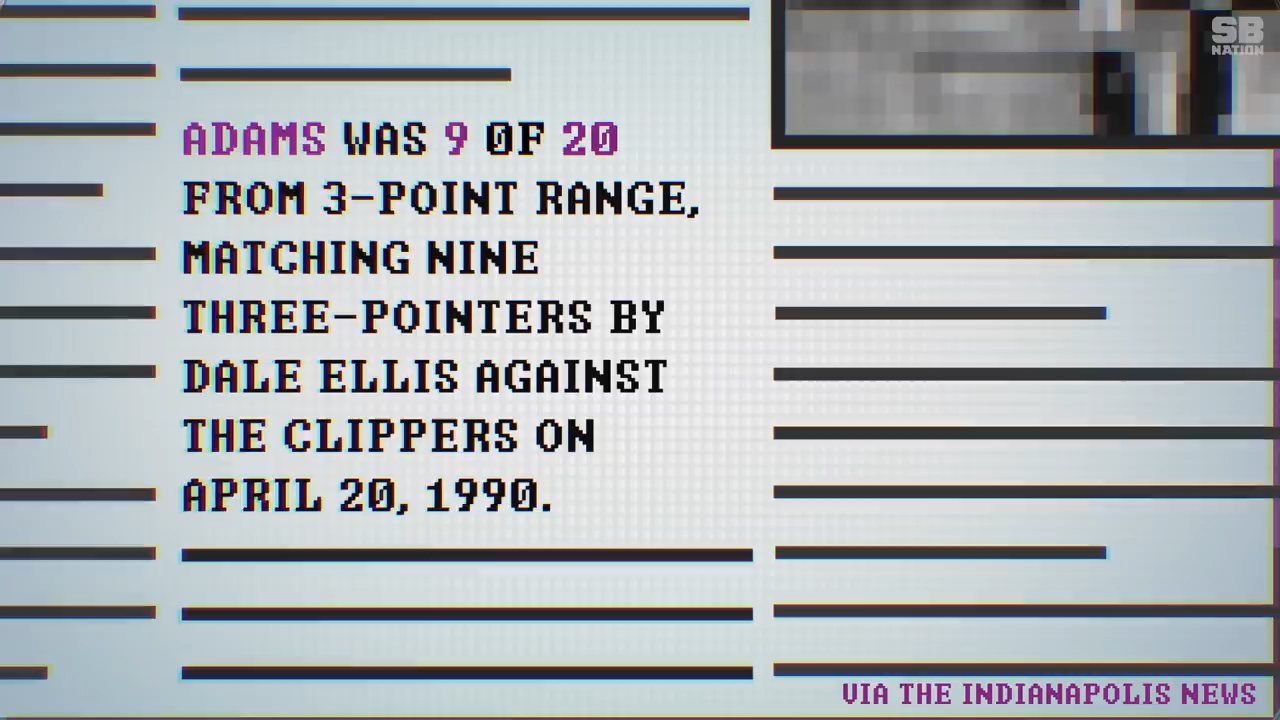 SB
NATION
ADAMS WAS 9 OF 20
FROM 3-POINT RANGE,
MATCHING NINE
THREE-POINTERS BY
DALE ELLIS AGAINST
THE CLIPPERS ON
APRIL 20, 1990.
VIA THE INDIANAPOLIS NEWS